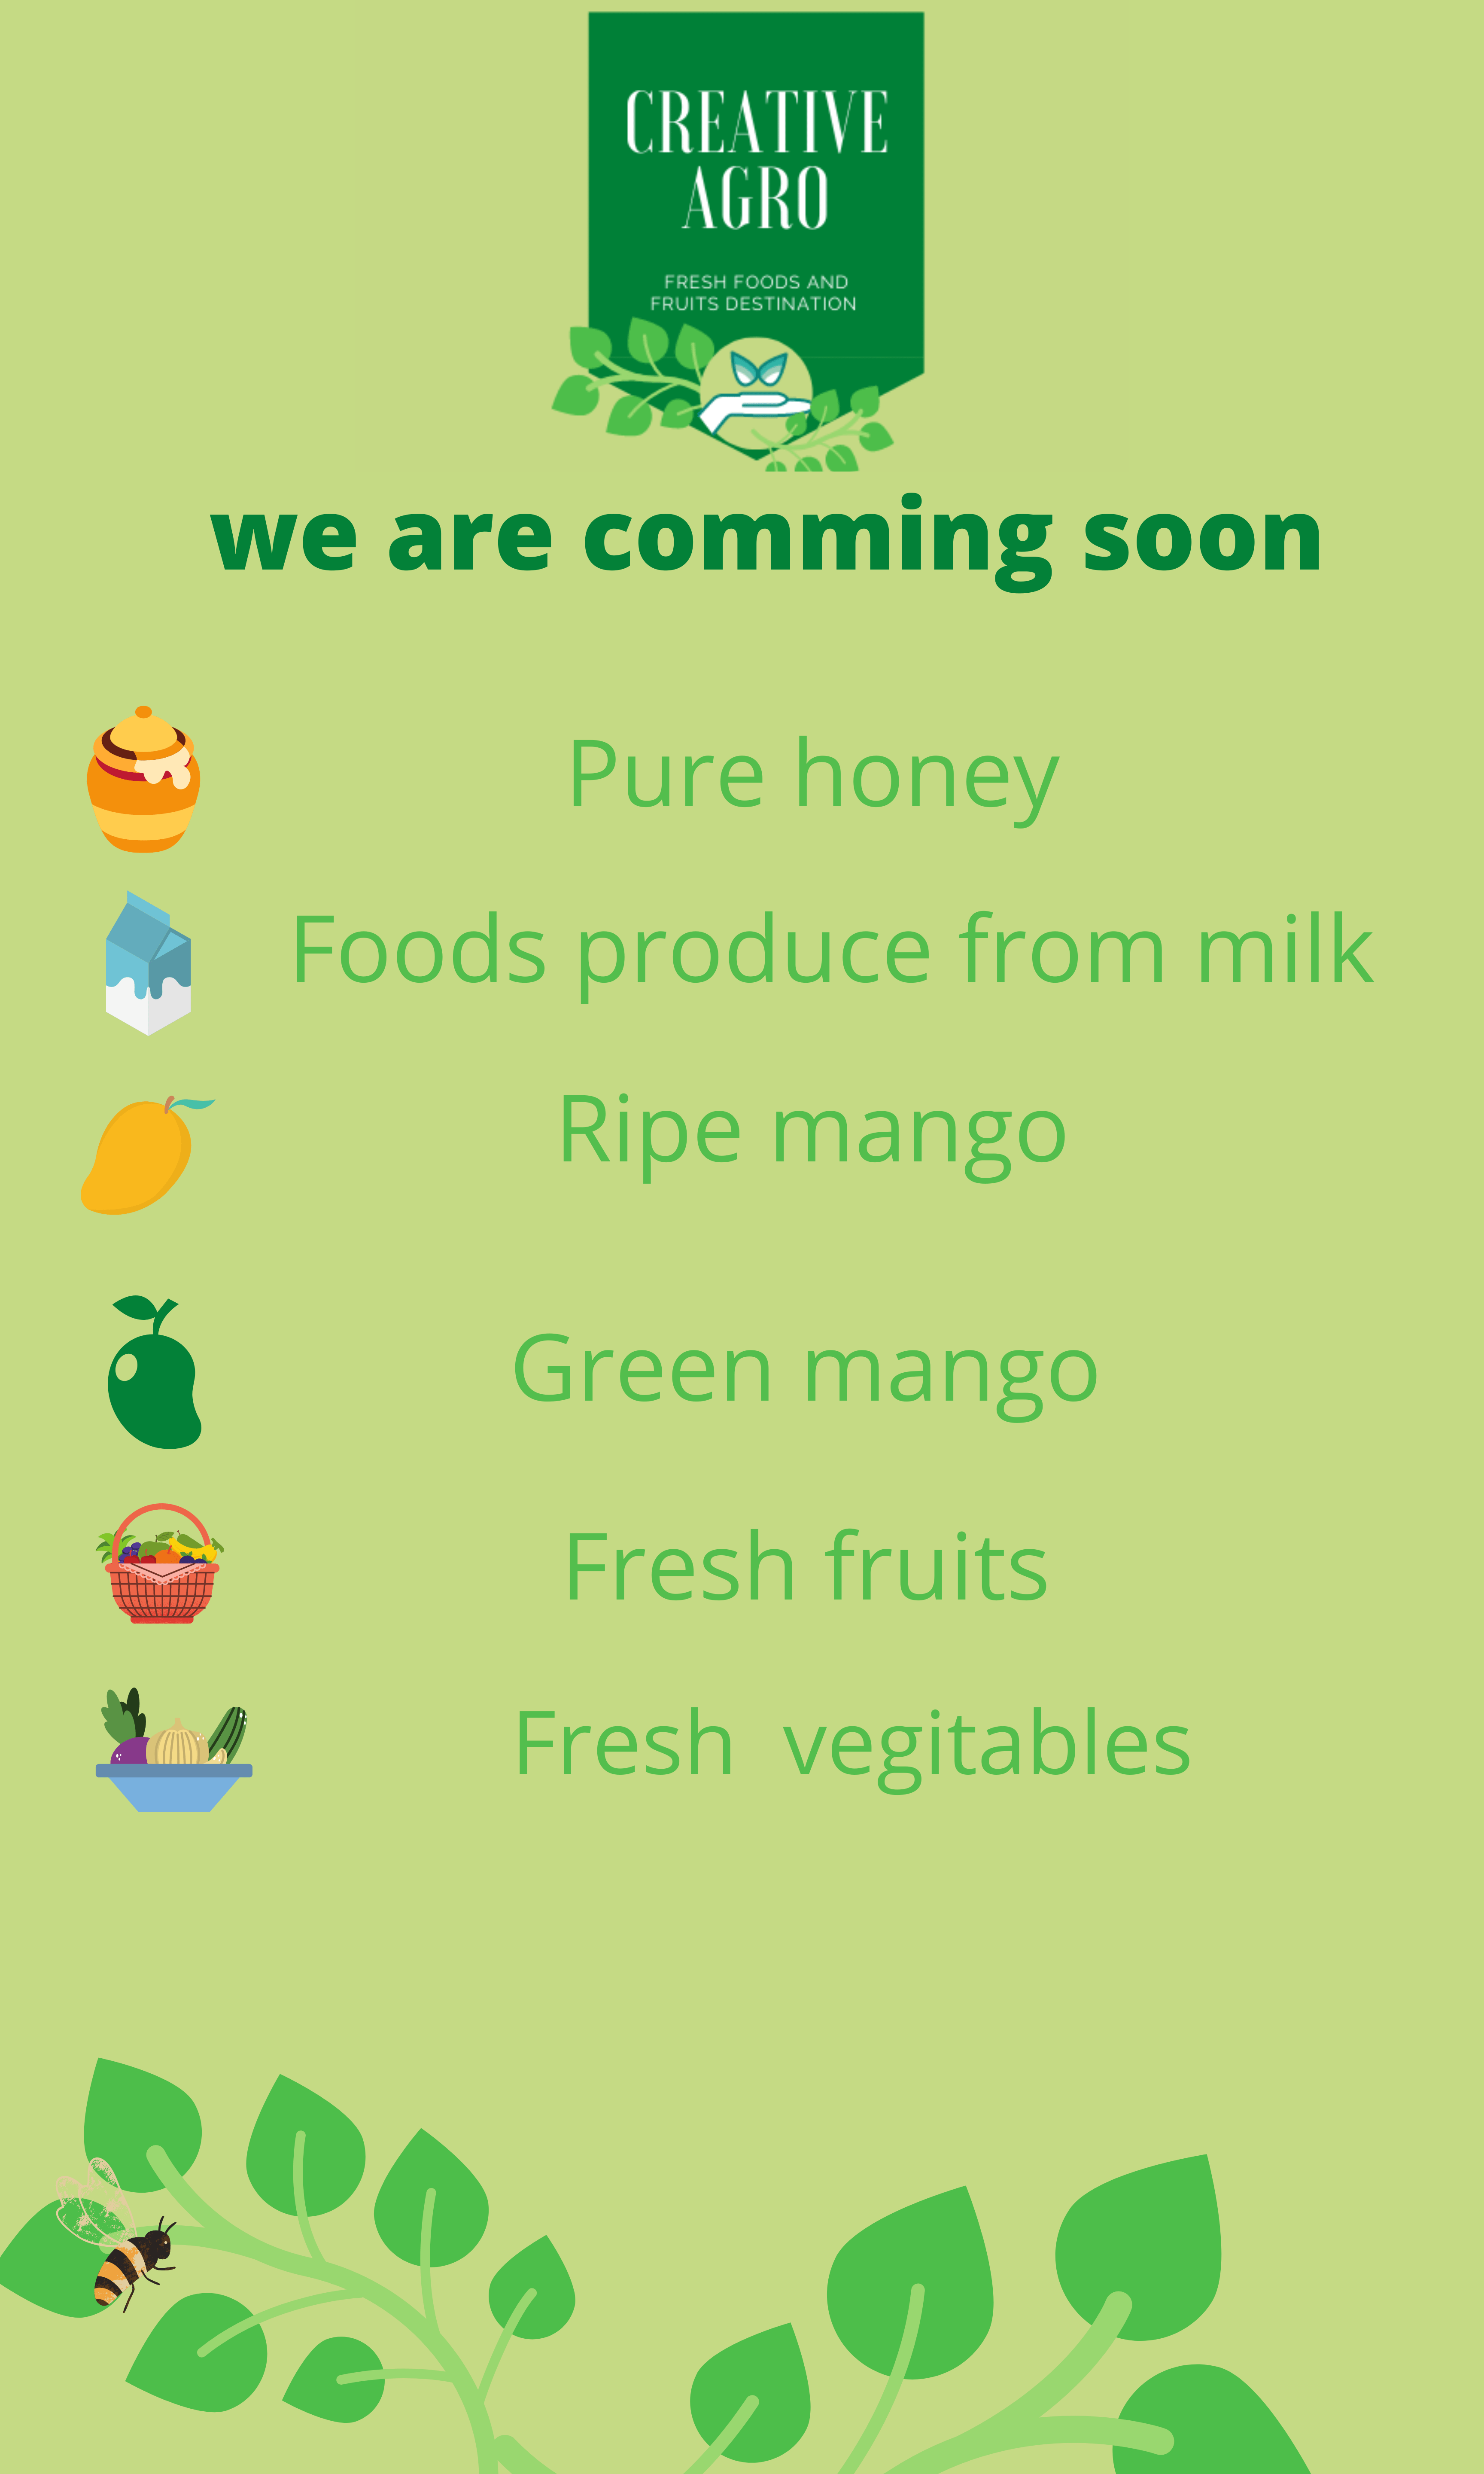 CREATIVE
AGRO
FRESH FOODS AND
FRUITS DESTINATION
we are comming soon
Pure honey
Foods produce from milk
Ripe mango
Green mango
Fresh fruits
Fresh vegitables